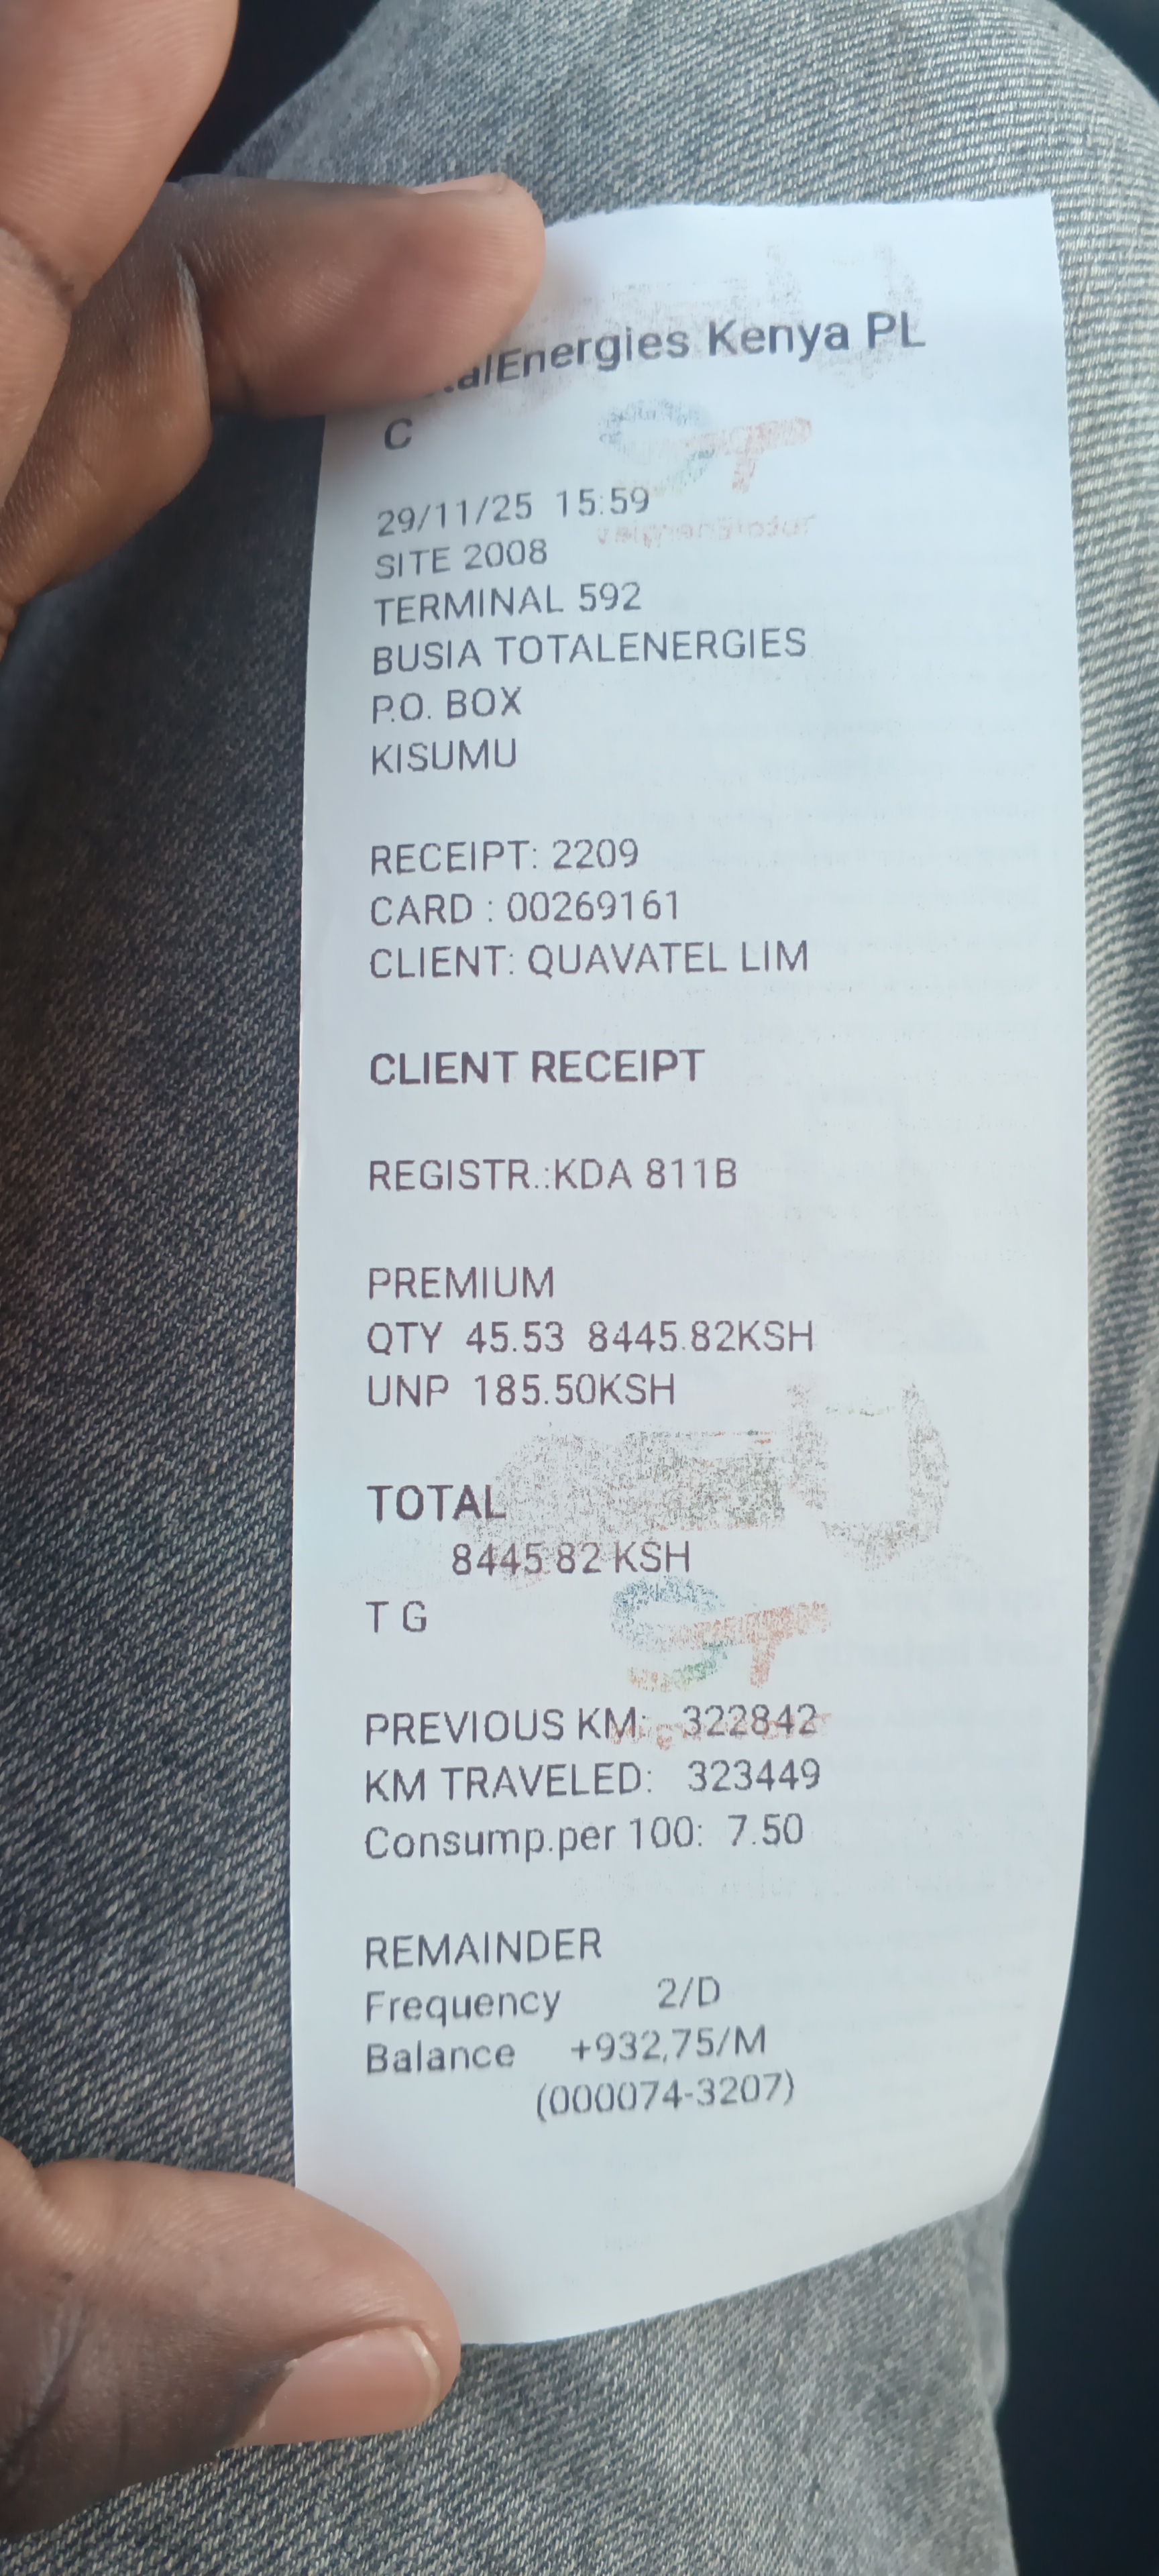 alEnergies Kenya PL
C
29/11/25 15:59
SITE 2008
TERMINAL 592
BUSIA TOTALENERGIES
P.O. BOX
KISUMU
RECEIPT: 2209
CARD : 00269161
CLIENT: QUAVATEL LIM
CLIENT RECEIPT
REGISTR.:KDA 811B
PREMIUM
QTY 45.53 8445.82KSH
UNP 185.50KSH
TOTAL
8445.82 KSH
T G
PREVIOUS KM: 322842
KM TRAVELED: 323449
Consump.per 100: 7.50
REMAINDER
Frequency 2/D
Balance +932,75/M
(000074-3207)